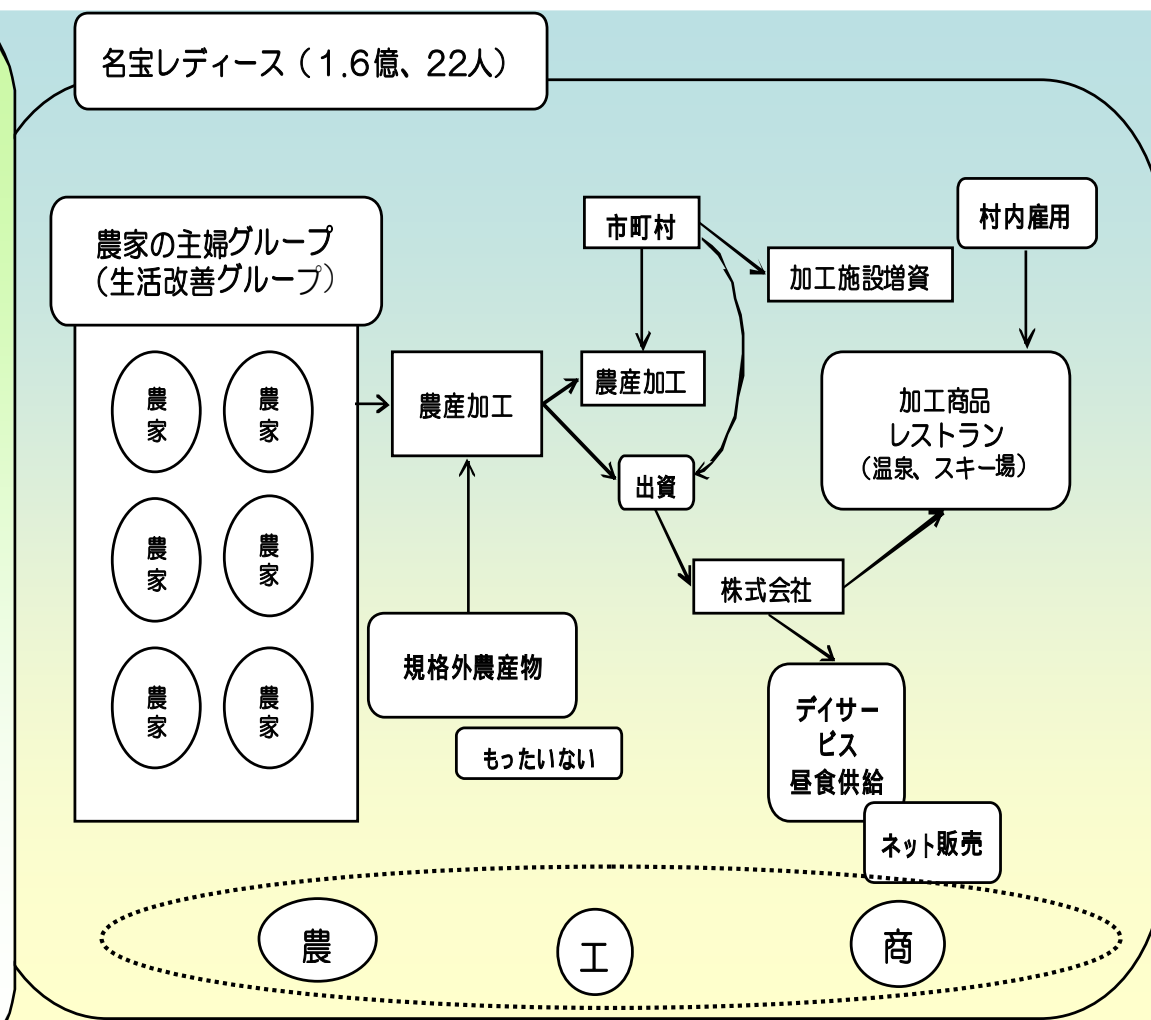 名宝レディース（1.6億、22人）
農家の主婦グループ
（生活改善グループ）
農
家
農
家
農
家
農
家
農
家
農
家
農産加工
規格外農産物
もったいない
市町村
加工施設増資
農産加工
出資
株式会社
村内雇用
加工商品
レストラン
（温泉、スキー場）
デイサー
ビス
昼食供給
ネット販売
農
工
商